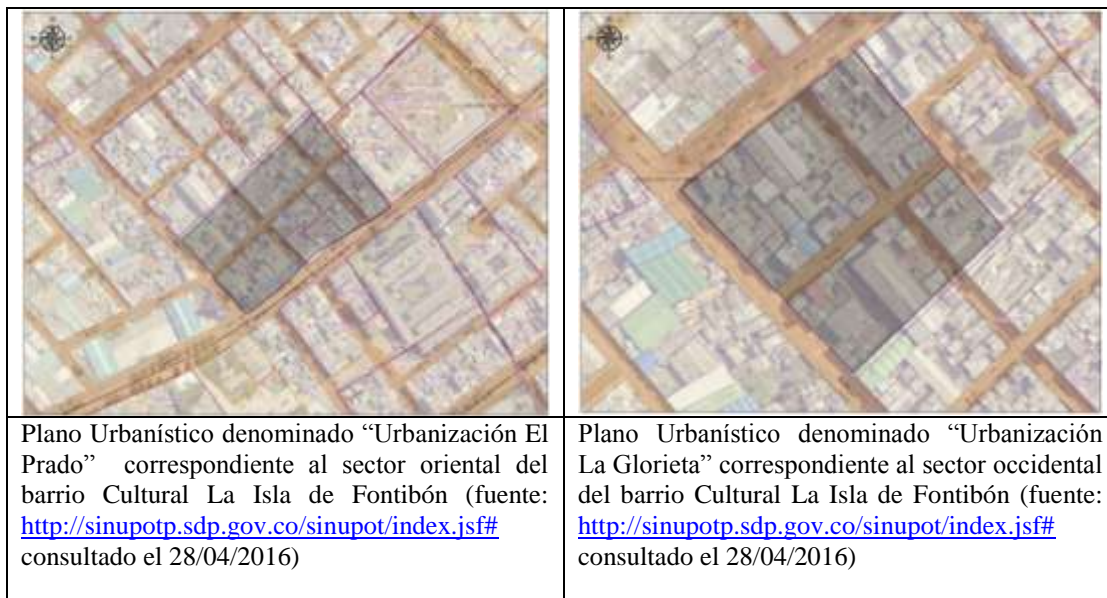 Plano Urbanístico denominado “Urbanización El
Prado” correspondiente al sector oriental del
barrio Cultural La Isla de Fontibón (fuente:
http://sinupotp.sdp.gov.co/sinupot/index.jsf#
consultado el 28/04/2016)
Plano Urbanístico denominado “Urbanización
La Glorieta” correspondiente al sector occidental
del barrio Cultural La Isla de Fontibón (fuente:
http://sinupotp.sdp.gov.co/sinupot/index.jsf#
consultado el 28/04/2016)